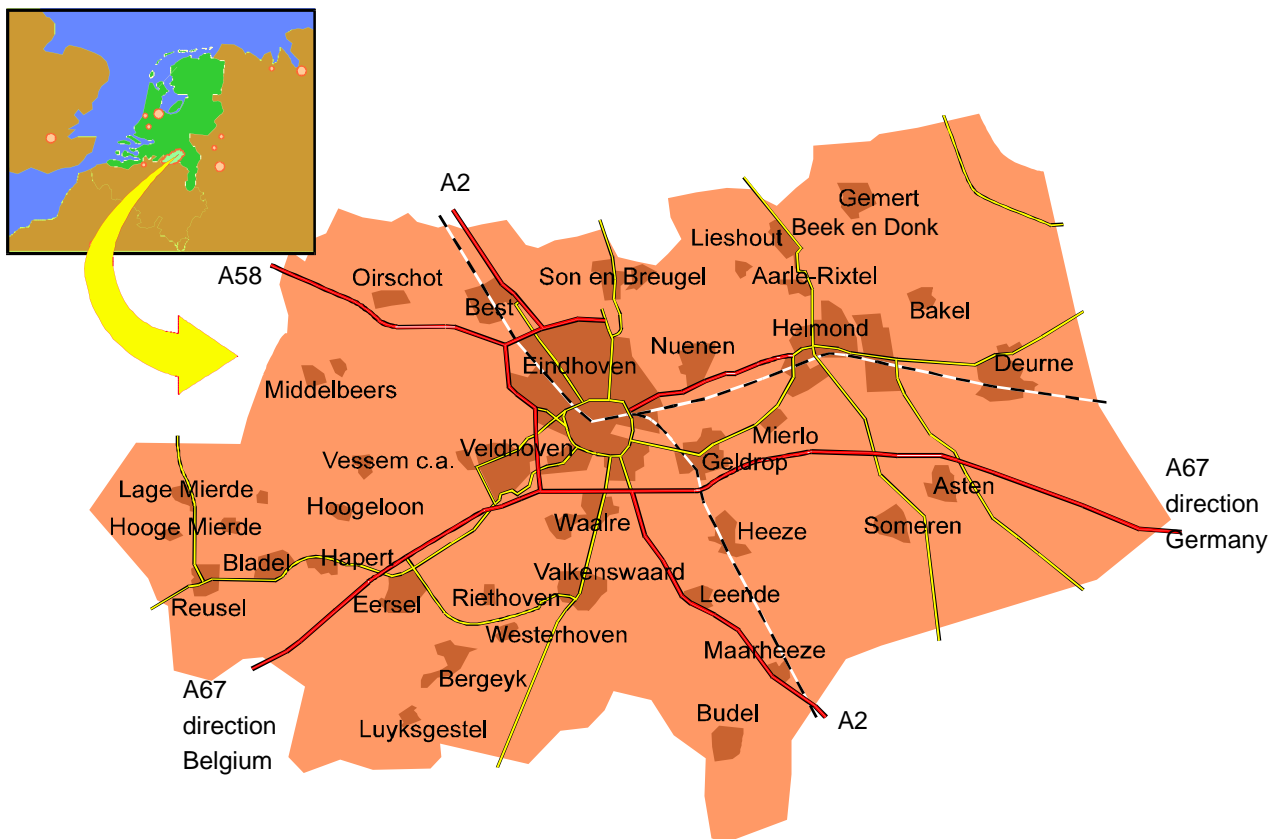 A2
Gemert
Beek en Donk
Lieshout
A58
Oirschot
Son en Breugel
Aarle-Rixtel
Best
Bakel
Helmond
Nuenen
Eindhoven
Deurne
Middelbeers
Mierlo
Veldhoven
Vessem c.a.
Geldrop
A67
direction
Germany
Lage Mierde
Asten
Hoogeloon
Hooge Mierde
Waalre
Heeze
Someren
Bladel
Hapert
Valkenswaard
Reusel
Eersel
Riethoven
Leende
Westerhoven
Maarheeze
Bergeyk
A67
direction
Belgium
Budel
A2
Luyksgestel